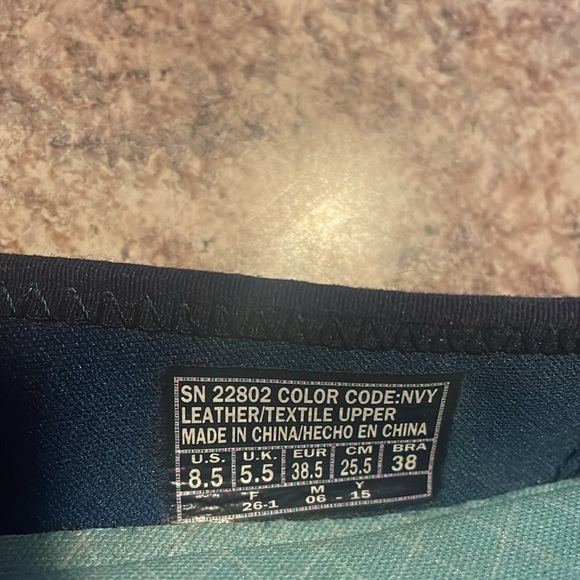 SN 22802 COLOR CODE:NVY
LEATHER/TEXTILE UPPER
MADE IN CHINA/HECHO EN CHINA
U.S. U.K. EUR CM BRA
8.5 5.5 38.5 25.5 38
F M Y
26-1 06 - 15